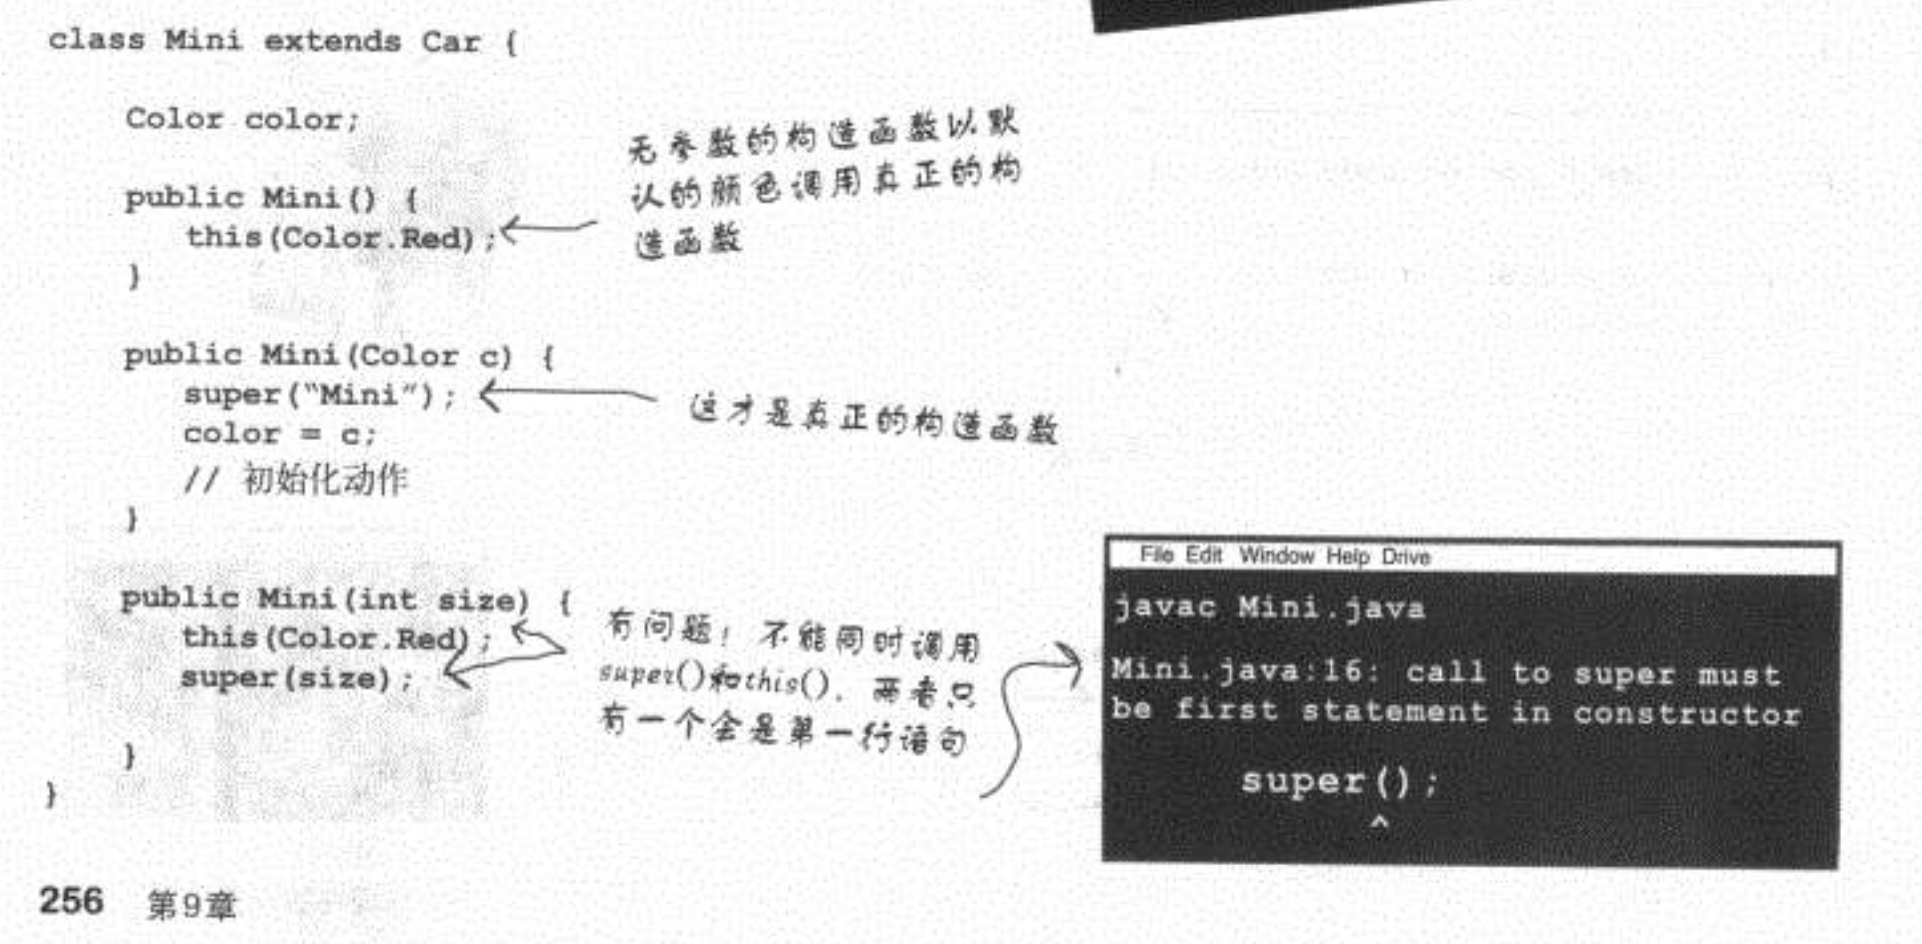 class Mini extends Car {
Color color;
public Mini() {
this(Color.Red);
}
无参数的构造函数以默
认的颜色调用真正的构
造函数
public Mini(Color c) {
super(“Mini”);
color = c;
// 初始化动作
}
这才是真正的构造函数
public Mini(int size) {
this(Color.Red);
super(size);
}
}
有问题！不能同时调用
super()和this()，两者只
有一个会是第一行语句
File Edit Window Help Drive
javac Mini.java
Mini.java:16: call to super must
be first statement in constructor
super();
^
256 第9章